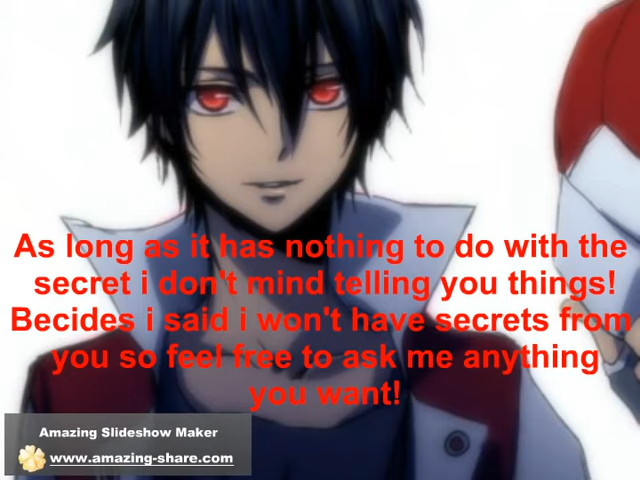 As long as it has nothing to do with the
secret i don't mind telling you things!
Becides i said i won't have secrets from
you so feel free to ask me anything
you want!
Amazing Slideshow Maker
www.amazing-share.com